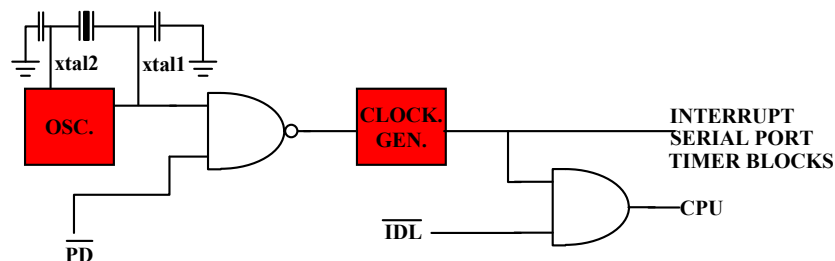 xtal2
xtal1
OSC.
CLOCK.
GEN.
INTERRUPT
SERIAL PORT
TIMER BLOCKS
CPU
IDL
PD